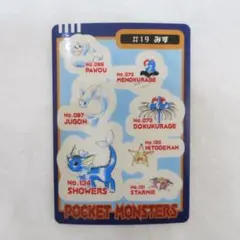 #19 みず
No.086
PAWOU
No.072
MENOKURAGE
No.087
JUGON
No.073
DOKUKURAGE
No.120
HITODEMAN
No.134
SHOWERS
No.121
STARMIE
POCKET MONSTERS